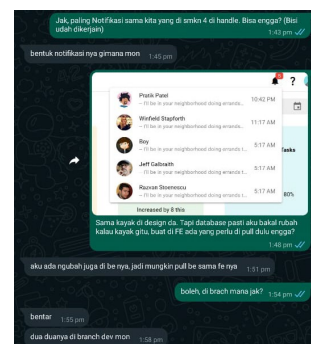 Jak, paling Notifikasi sama kita yang di smkn 4 di handle. Bisa engga? (Bisi
udah dikerjain)
1:43 pm
bentuk notifikasi nya gimana mon 1:45 pm
?
Pratik Patel
– I'll be in your neighborhood doing errands...
10:42 PM
Winfield Stapforth
– I'll be in your neighborhood doing errands...
11:17 AM
Boy
– I'll be in your neighborhood doing errands t...
5:17 AM
Tasks
Jeff Galbraith
– I'll be in your neighborhood doing errands t...
5:17 AM
Razvan Stoenescu
– I'll be in your neighborhood doing errands t...
5:17 AM
60%
Increased by 8 this
Sama kayak di design da. Tapi database pasti aku bakal rubah
kalau kayak gitu, buat di FE ada yang perlu di pull dulu engga?
1:48 pm
aku ada ngubah juga di be nya, jadi mungkin pull be sama fe nya 1:51 pm
boleh, di brach mana jak? 1:54 pm
bentar 1:55 pm
dua duanya di branch dev mon 1:58 pm